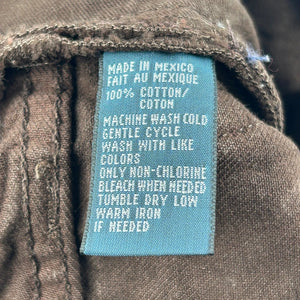 MADE IN MEXICO
FAIT AU MEXIQUE
100% COTTON/
COTON
MACHINE WASH COLD
GENTLE CYCLE
WASH WITH LIKE
COLORS
ONLY NON-CHLORINE
BLEACH WHEN NEEDED
TUMBLE DRY LOW
WARM IRON
IF NEEDED